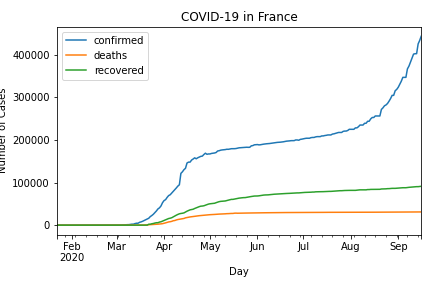 COVID-19 in France
confirmed
deaths
recovered
Number of Cases
400000
300000
200000
100000
0
Feb Mar Apr May Jun Jul Aug Sep
2020
Day